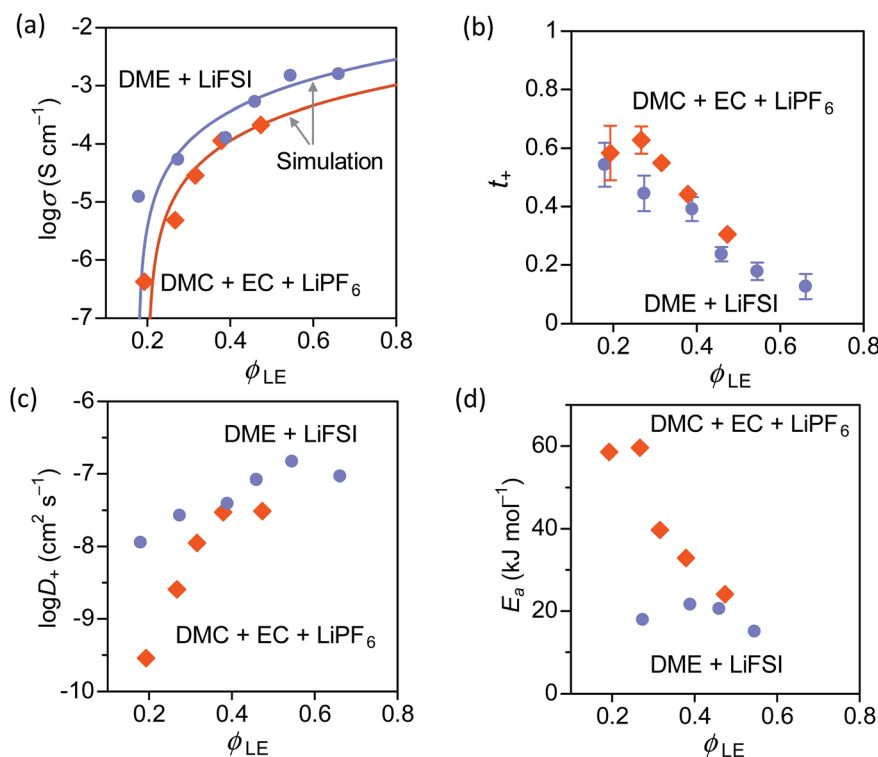 (a)
-2
-3
-4
-5
-6
-7
logσ (S cm⁻¹)
DME + LiFSI
Simulation
DMC + EC + LiPF₆
0.2 0.4 0.6 0.8
ϕLE
(b)
1
0.8
0.6
0.4
0.2
0
t₊
DMC + EC + LiPF₆
DME + LiFSI
0 0.2 0.4 0.6 0.8
ϕLE
(c)
-6
-7
-8
-9
-10
logD₊ (cm² s⁻¹)
DME + LiFSI
DMC + EC + LiPF₆
0.2 0.4 0.6 0.8
ϕLE
(d)
60
40
20
0
Eₐ (kJ mol⁻¹)
DMC + EC + LiPF₆
DME + LiFSI
0 0.2 0.4 0.6 0.8
ϕLE